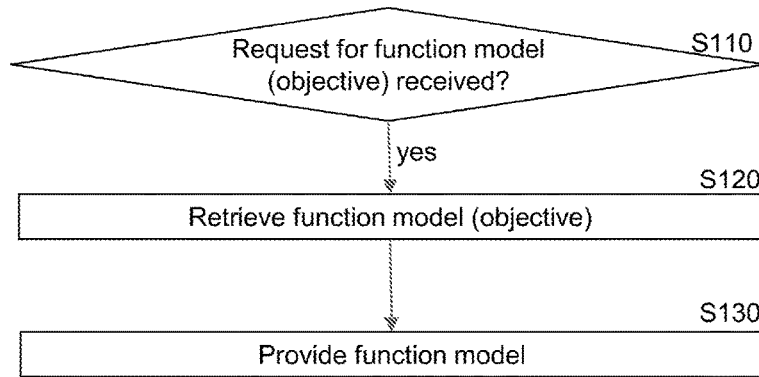 Request for function model
S110
(objective) received?
yes
S120
Retrieve function model (objective)
S130
Provide function model